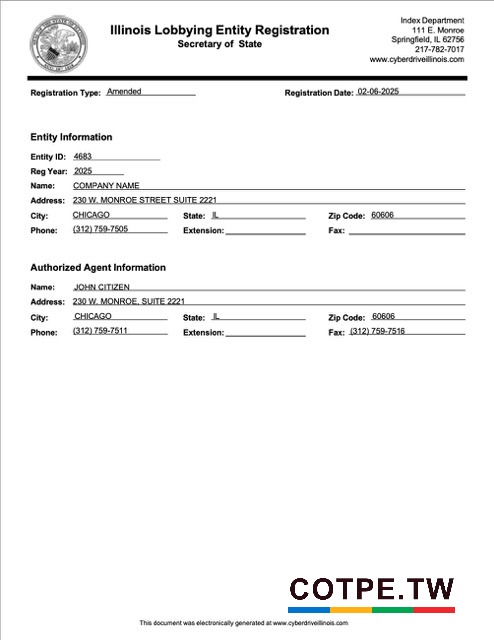 Illinois Lobbying Entity Registration
Secretary of State
Index Department
111 E. Monroe
Springfield, IL 62756
217-782-7017
www.cyberdriveillinois.com
Registration Type: Amended Registration Date: 02-06-2025
Entity Information
Entity ID: 4683
Reg Year: 2025
Name: COMPANY NAME
Address: 230 W. MONROE STREET SUITE 2221
City: CHICAGO State: IL Zip Code: 60606
Phone: (312) 759-7505 Extension: Fax:
Authorized Agent Information
Name: JOHN CITIZEN
Address: 230 W. MONROE, SUITE 2221
City: CHICAGO State: IL Zip Code: 60606
Phone: (312) 759-7511 Extension: Fax: (312) 759-7516
COTPE.TW
This document was electronically generated at www.cyberdriveillinois.com